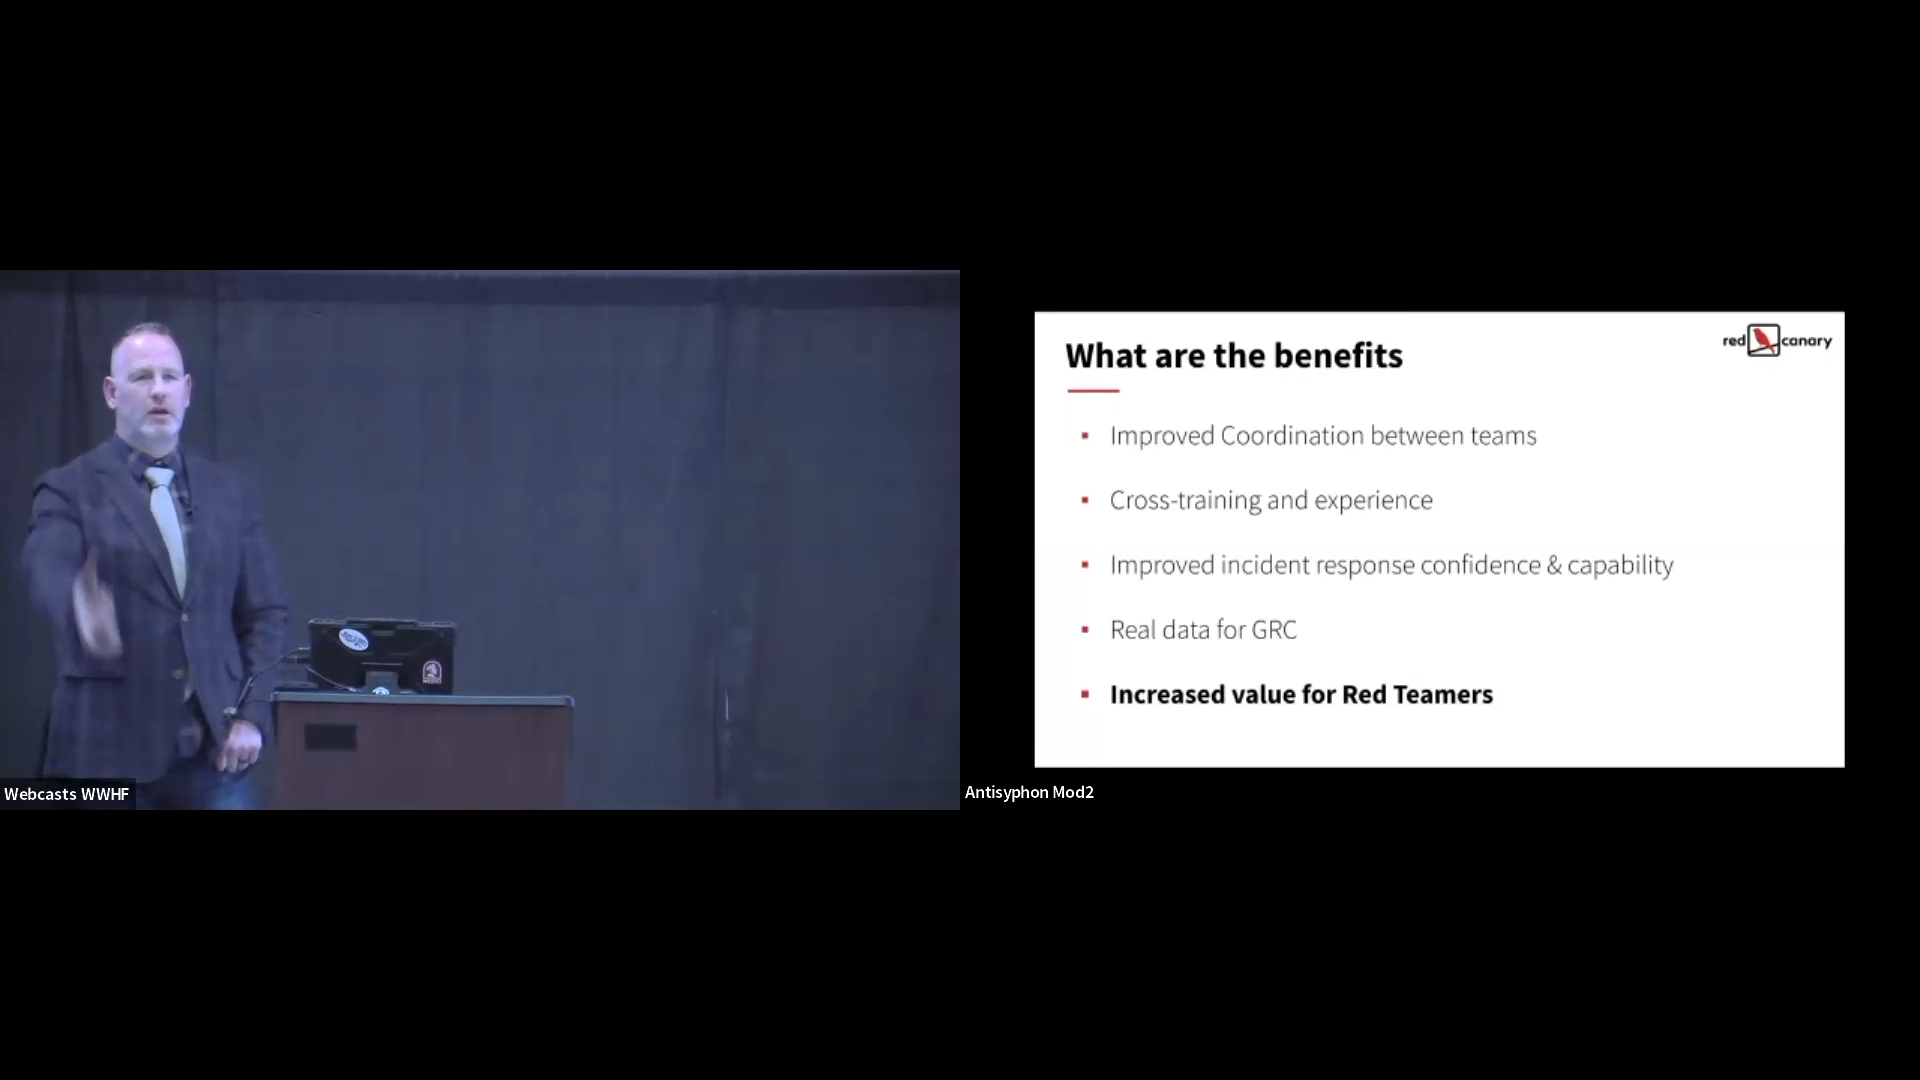 What are the benefits
red canary
Improved Coordination between teams
Cross-training and experience
Improved incident response confidence & capability
Real data for GRC
Increased value for Red Teamers
Webcasts WWHF
Antisyphon Mod2